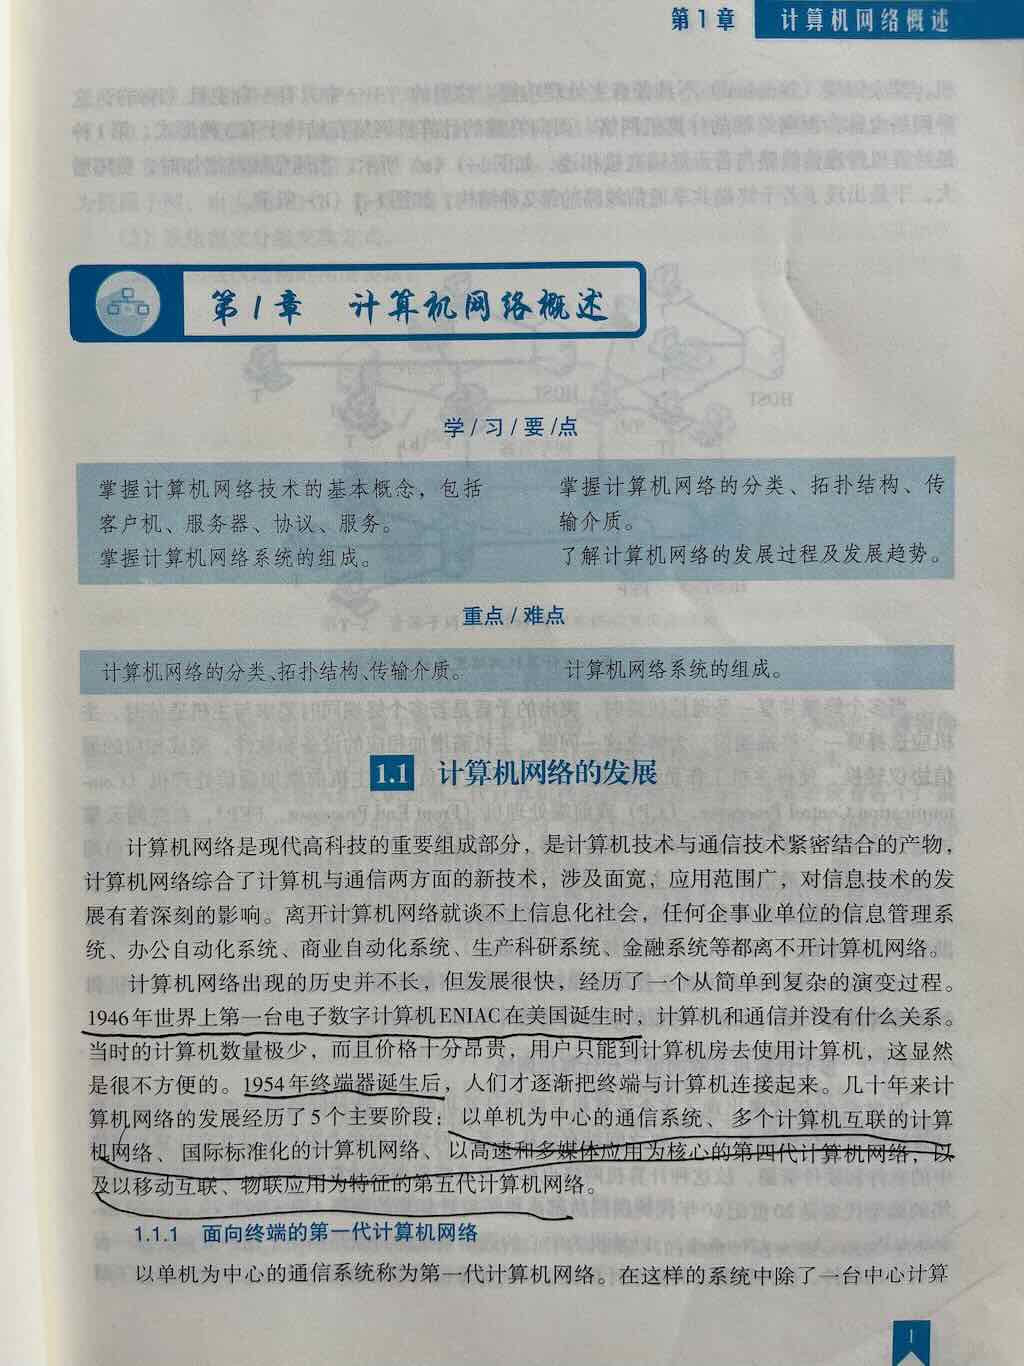 第1章 计算机网络概述
第1章 计算机网络概述
学/习/要/点
掌握计算机网络技术的基本概念，包括
客户机、服务器、协议、服务。
掌握计算机网络系统的组成。
掌握计算机网络的分类、拓扑结构、传
输介质。
了解计算机网络的发展过程及发展趋势。
重点/难点
计算机网络的分类、拓扑结构、传输介质。
计算机网络系统的组成。
1.1 计算机网络的发展
计算机网络是现代高科技的重要组成部分，是计算机技术与通信技术紧密结合的产物，
计算机网络综合了计算机与通信两方面的新技术，涉及面宽，应用范围广，对信息技术的发
展有着深刻的影响。离开计算机网络就谈不上信息化社会，任何企事业单位的信息管理系
统、办公自动化系统、商业自动化系统、生产科研系统、金融系统等都离不开计算机网络。
计算机网络出现的历史并不长，但发展很快，经历了一个从简单到复杂的演变过程。
1946年世界上第一台电子数字计算机ENIAC在美国诞生时，计算机和通信并没有什么关系。
当时的计算机数量极少，而且价格十分昂贵，用户只能到计算机房去使用计算机，这显然
是很不方便的。1954年终端器诞生后，人们才逐渐把终端与计算机连接起来。几十年来计
算机网络的发展经历了5个主要阶段：以单机为中心的通信系统、多个计算机互联的计算
机网络、国际标准化的计算机网络、以高速和多媒体应用为核心的第四代计算机网络，以
及以移动互联、物联应用为特征的第五代计算机网络。
1.1.1 面向终端的第一代计算机网络
以单机为中心的通信系统称为第一代计算机网络。在这样的系统中除了一台中心计算
1